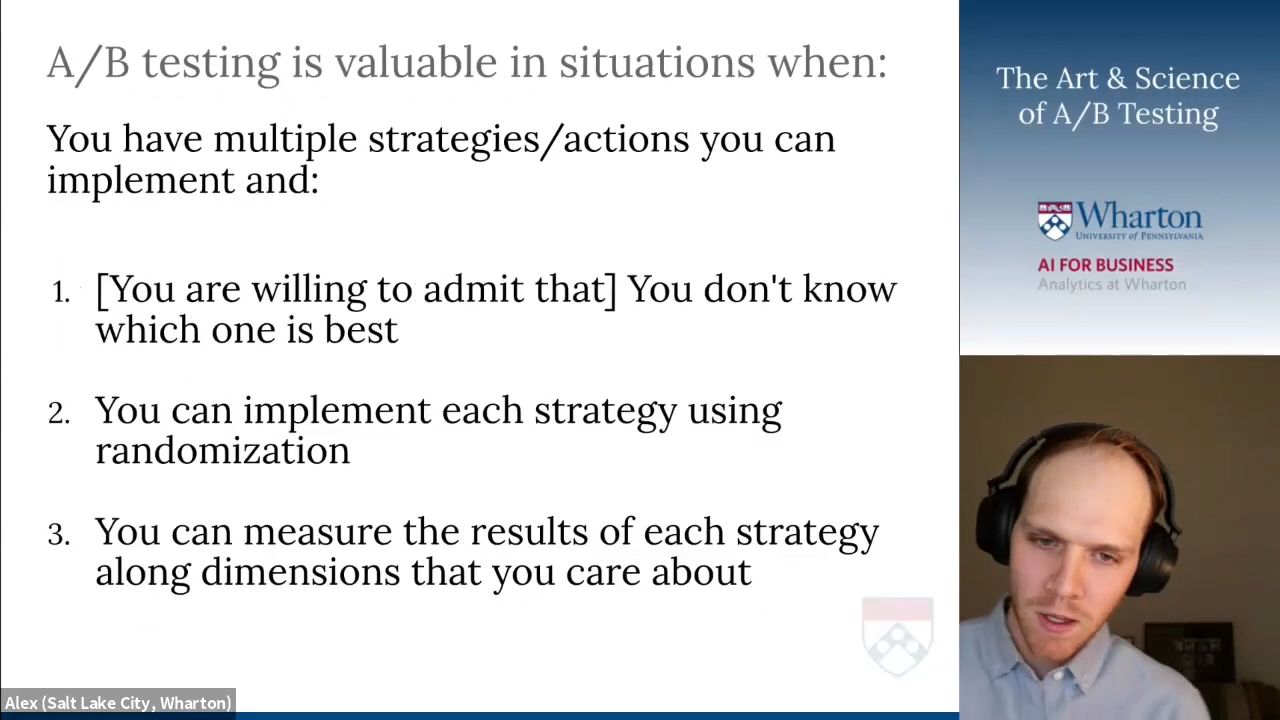 A/B testing is valuable in situations when:
You have multiple strategies/actions you can
implement and:
1. [You are willing to admit that] You don't know
which one is best
2. You can implement each strategy using
randomization
3. You can measure the results of each strategy
along dimensions that you care about
Alex (Salt Lake City, Wharton)
The Art & Science
of A/B Testing
Wharton
UNIVERSITY of PENNSYLVANIA
AI FOR BUSINESS
Analytics at Wharton